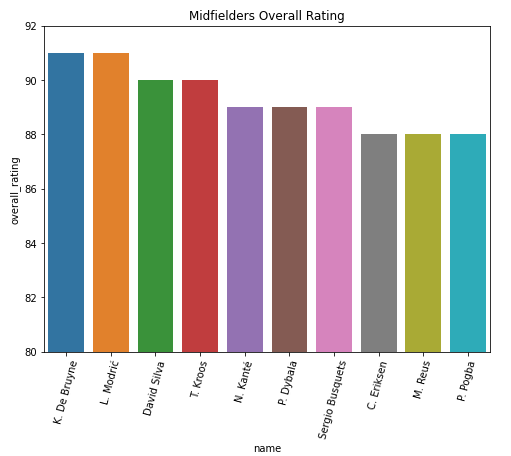 Midfielders Overall Rating
92
90
88
86
84
82
80
overall_rating
K. De Bruyne
L. Modrić
David Silva
T. Kroos
N. Kanté
P. Dybala
Sergio Busquets
C. Eriksen
M. Reus
P. Pogba
name